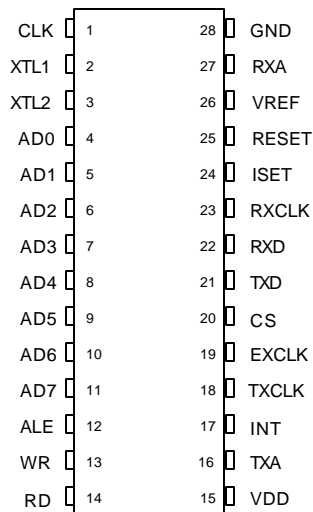 CLK 1 28 GND
XTL1 2 27 RXA
XTL2 3 26 VREF
AD0 4 25 RESET
AD1 5 24 ISET
AD2 6 23 RXCLK
AD3 7 22 RXD
AD4 8 21 TXD
AD5 9 20 CS
AD6 10 19 EXCLK
AD7 11 18 TXCLK
ALE 12 17 INT
WR 13 16 TXA
RD 14 15 VDD